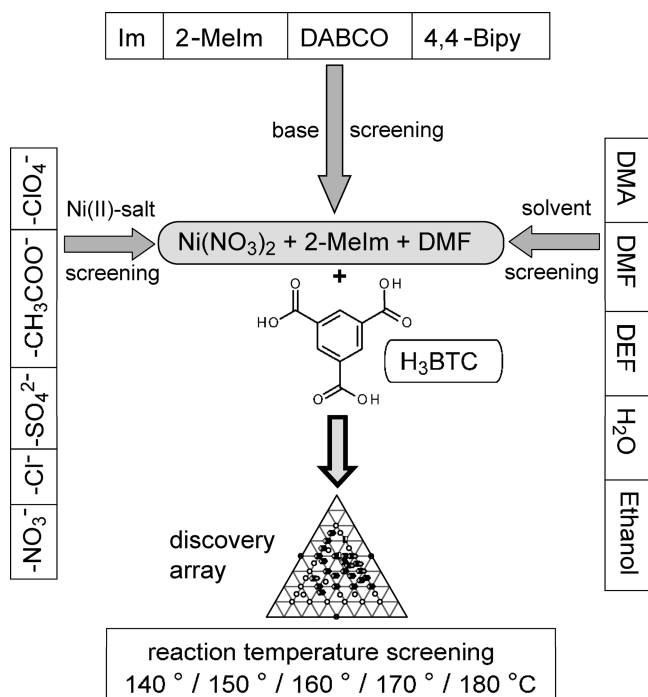 Im 2-MeIm DABCO 4,4-Bipy
base screening
-ClO₄⁻
-CH₃COO⁻
-SO₄²⁻
-Cl⁻
-NO₃⁻
Ni(II)-salt
screening
Ni(NO₃)₂ + 2-MeIm + DMF
solvent
screening
DMA
DMF
DEF
H₂O
Ethanol
+
O OH
HO O
O OH
H₃BTC
discovery
array
reaction temperature screening
140 ° / 150 ° / 160 ° / 170 ° / 180 °C